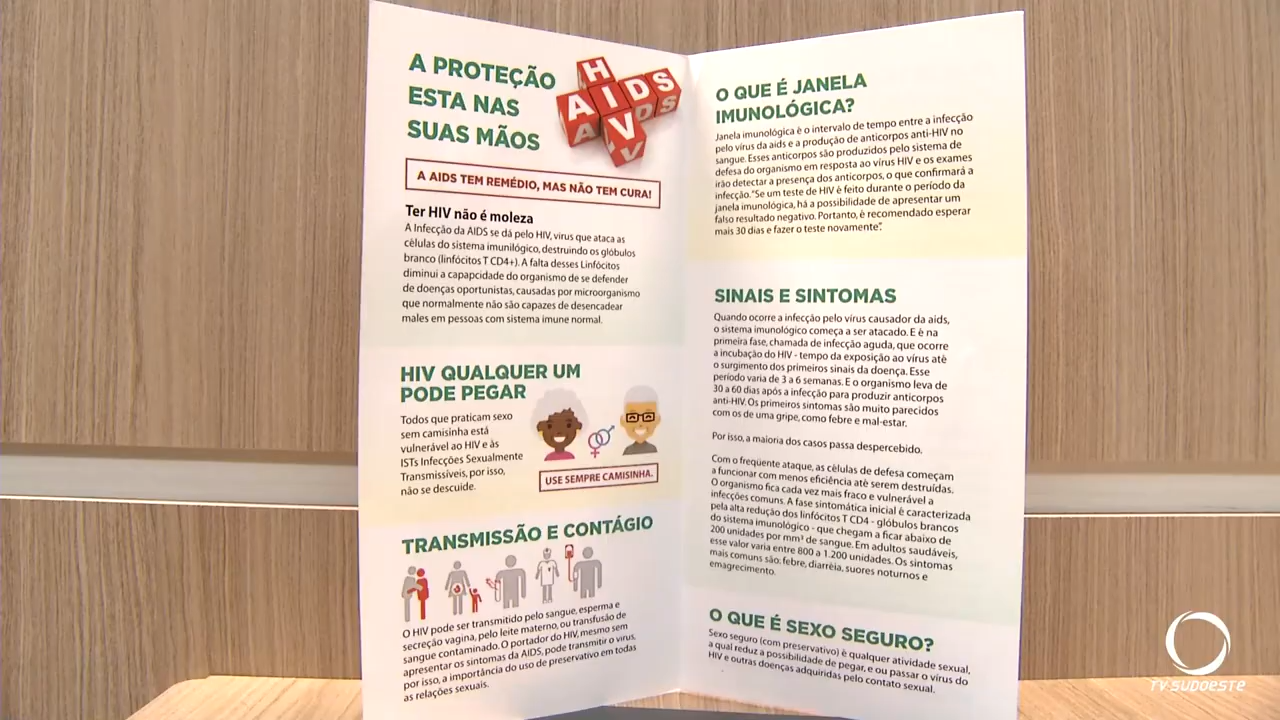 A PROTEÇÃO
ESTA NAS
SUAS MÃOS
H
AIDS
V
A AIDS TEM REMÉDIO, MAS NÃO TEM CURA!
Ter HIV não é moleza
A Infecção da AIDS se dá pelo HIV, virus que ataca as
cèlulas do sistema imunilógico, destruindo os glóbulos
branco (linfócitos T CD4+). A falta desses Linfócitos
diminui a capapcidade do organismo de se defender
de doenças oportunistas, causadas por microorganismo
que normalmente não são capazes de desencadear
males em pessoas com sistema imune normal.
HIV QUALQUER UM
PODE PEGAR
Todos que praticam sexo
sem camisinha está
vulnerável ao HIV e às
ISTs Infecções Sexualmente
Transmissíveis, por isso,
não se descuide.
USE SEMPRE CAMISINHA.
TRANSMISSÃO E CONTÁGIO
O HIV pode ser transmitido pelo sangue, esperma e
secreção vagina, pelo leite materno, ou transfusão de
sangue contaminado. O portador do HIV, mesmo sem
apresentar os sintomas da AIDS, pode transmitir o virus,
por isso, a importância do uso de preservativo em todas
as relações sexuais.
O QUE É JANELA
IMUNOLÓGICA?
Janela imunológica è o intervalo de tempo entre a infecção
pelo vírus da aids e a produção de anticorpos anti-HIV no
sangue. Esses anticorpos são produzidos pelo sistema de
defesa do organismo em resposta ao vírus HIV e os exames
irão detectar a presença dos anticorpos, o que confirmará a
infecção."Se um teste de HIV è feito durante o período da
janela imunológica, há a possibilidade de apresentar um
falso resultado negativo. Portanto, è recomendado esperar
mais 30 dias e fazer o teste novamente".
SINAIS E SINTOMAS
Quando ocorre a infecção pelo vírus causador da aids,
o sistema imunológico começa a ser atacado. E è na
primeira fase, chamada de infecção aguda, que ocorre
a incubação do HIV - tempo da exposição ao vírus atè
o surgimento dos primeiros sinais da doença. Esse
período varia de 3 a 6 semanas. E o organismo leva de
30 a 60 dias após a infecção para produzir anticorpos
anti-HIV. Os primeiros sintomas são muito parecidos
com os de uma gripe, como febre e mal-estar.
Por isso, a maioria dos casos passa despercebido.
Com o freqüente ataque, as cèlulas de defesa começam
a funcionar com menos eficiência atè serem destruídas.
O organismo fica cada vez mais fraco e vulnerável a
infecções comuns. A fase sintomática inicial è caracterizada
pela alta redução dos linfócitos T CD4 - glóbulos brancos
do sistema imunológico - que chegam a ficar abaixo de
200 unidades por mm³ de sangue. Em adultos saudáveis,
esse valor varia entre 800 a 1.200 unidades. Os sintomas
mais comuns são: febre, diarrèia, suores noturnos e
emagrecimento.
O QUE É SEXO SEGURO?
Sexo seguro (com preservativo) è qualquer atividade sexual,
a qual reduz a possibilidade de pegar, e ou passar o vírus do
HIV e outras doenças adquiridas pelo contato sexual.
TV SUDOESTE